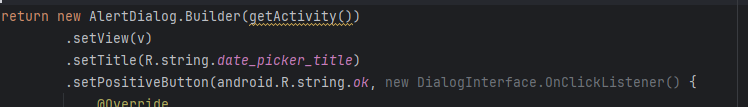 return new AlertDialog.Builder(getActivity())
.setView(v)
.setTitle(R.string.date_picker_title)
.setPositiveButton(android.R.string.ok, new DialogInterface.OnClickListener() {
@Override